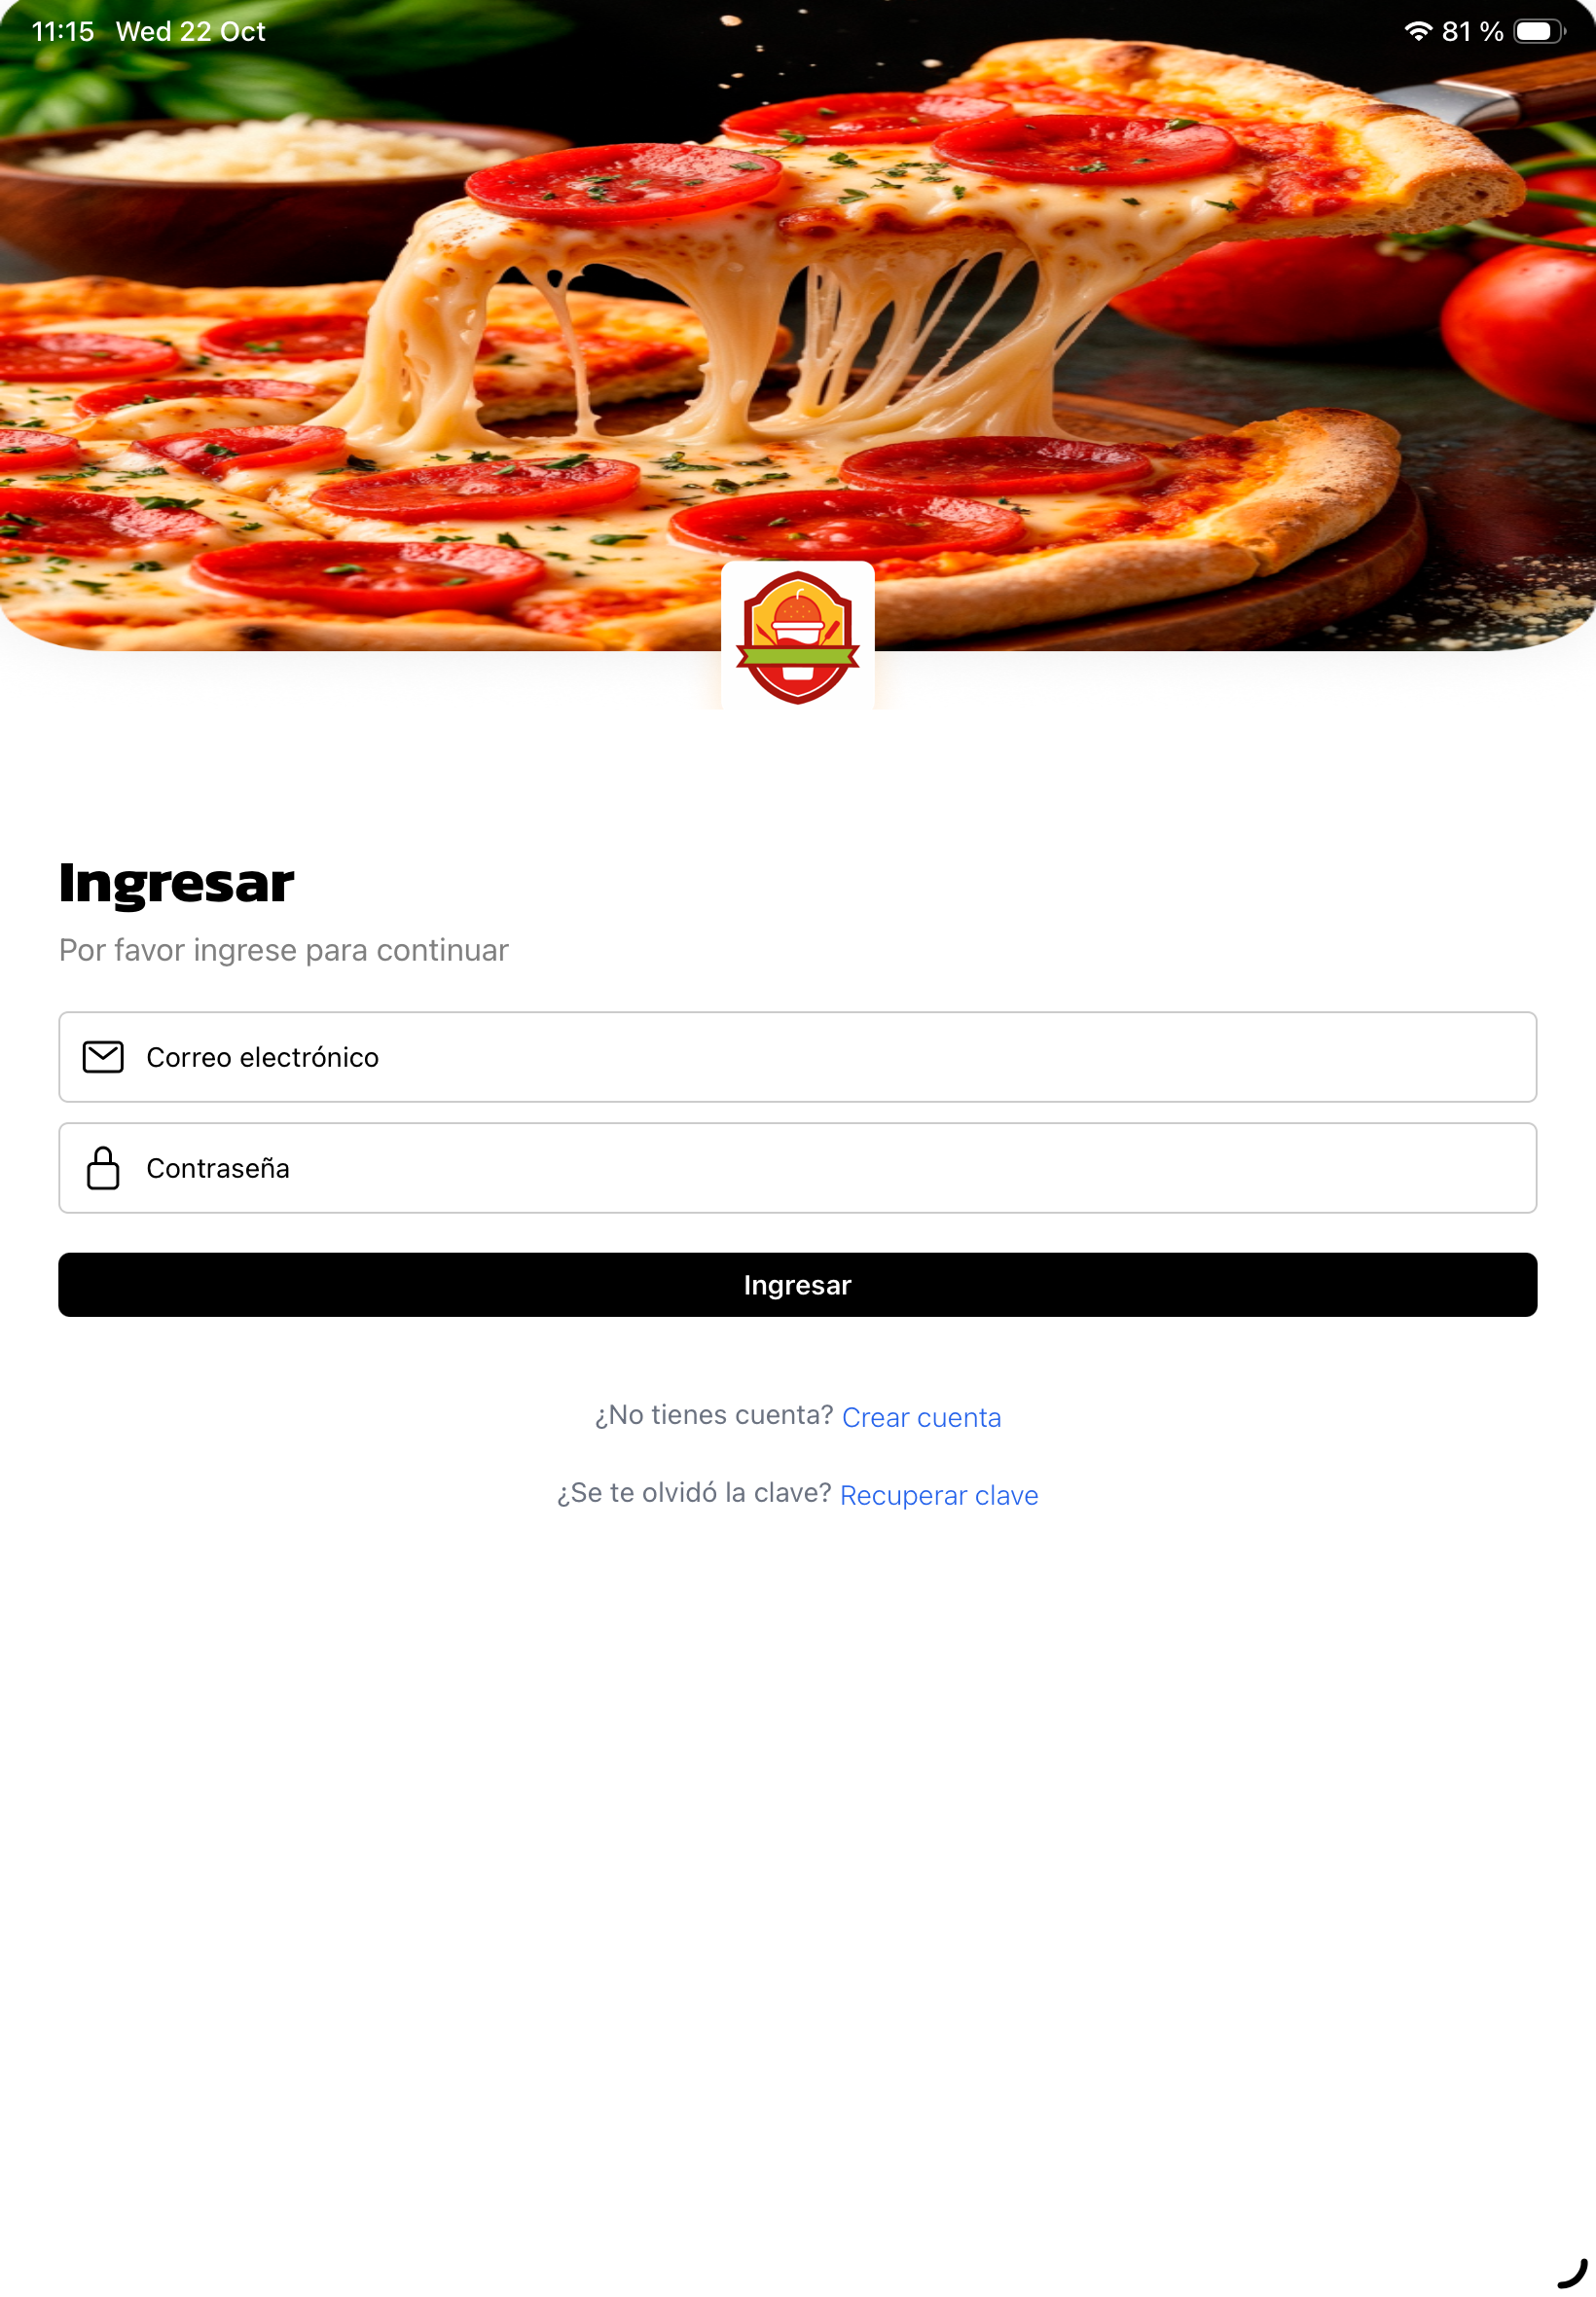 11:15 Wed 22 Oct 81 %
Ingresar
Por favor ingrese para continuar
Correo electrónico
Contraseña
Ingresar
¿No tienes cuenta? Crear cuenta
¿Se te olvidó la clave? Recuperar clave